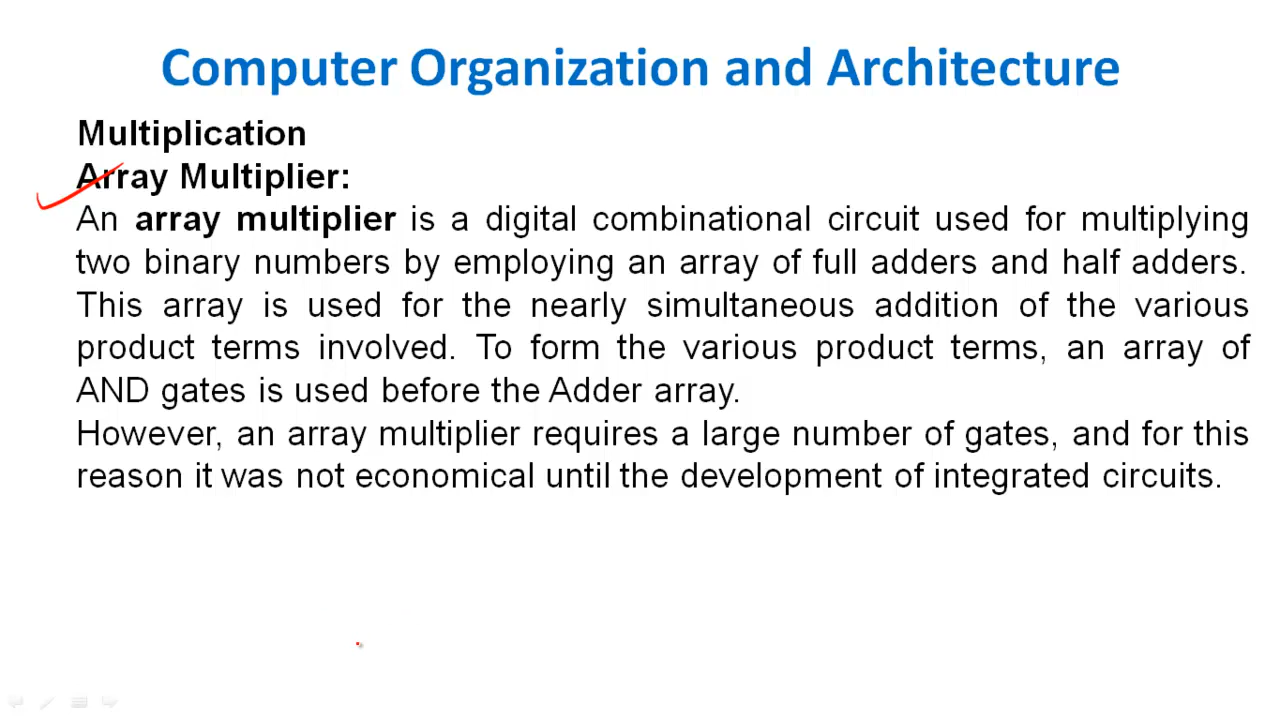 Computer Organization and Architecture
Multiplication
Array Multiplier:
An array multiplier is a digital combinational circuit used for multiplying
two binary numbers by employing an array of full adders and half adders.
This array is used for the nearly simultaneous addition of the various
product terms involved. To form the various product terms, an array of
AND gates is used before the Adder array.
However, an array multiplier requires a large number of gates, and for this
reason it was not economical until the development of integrated circuits.